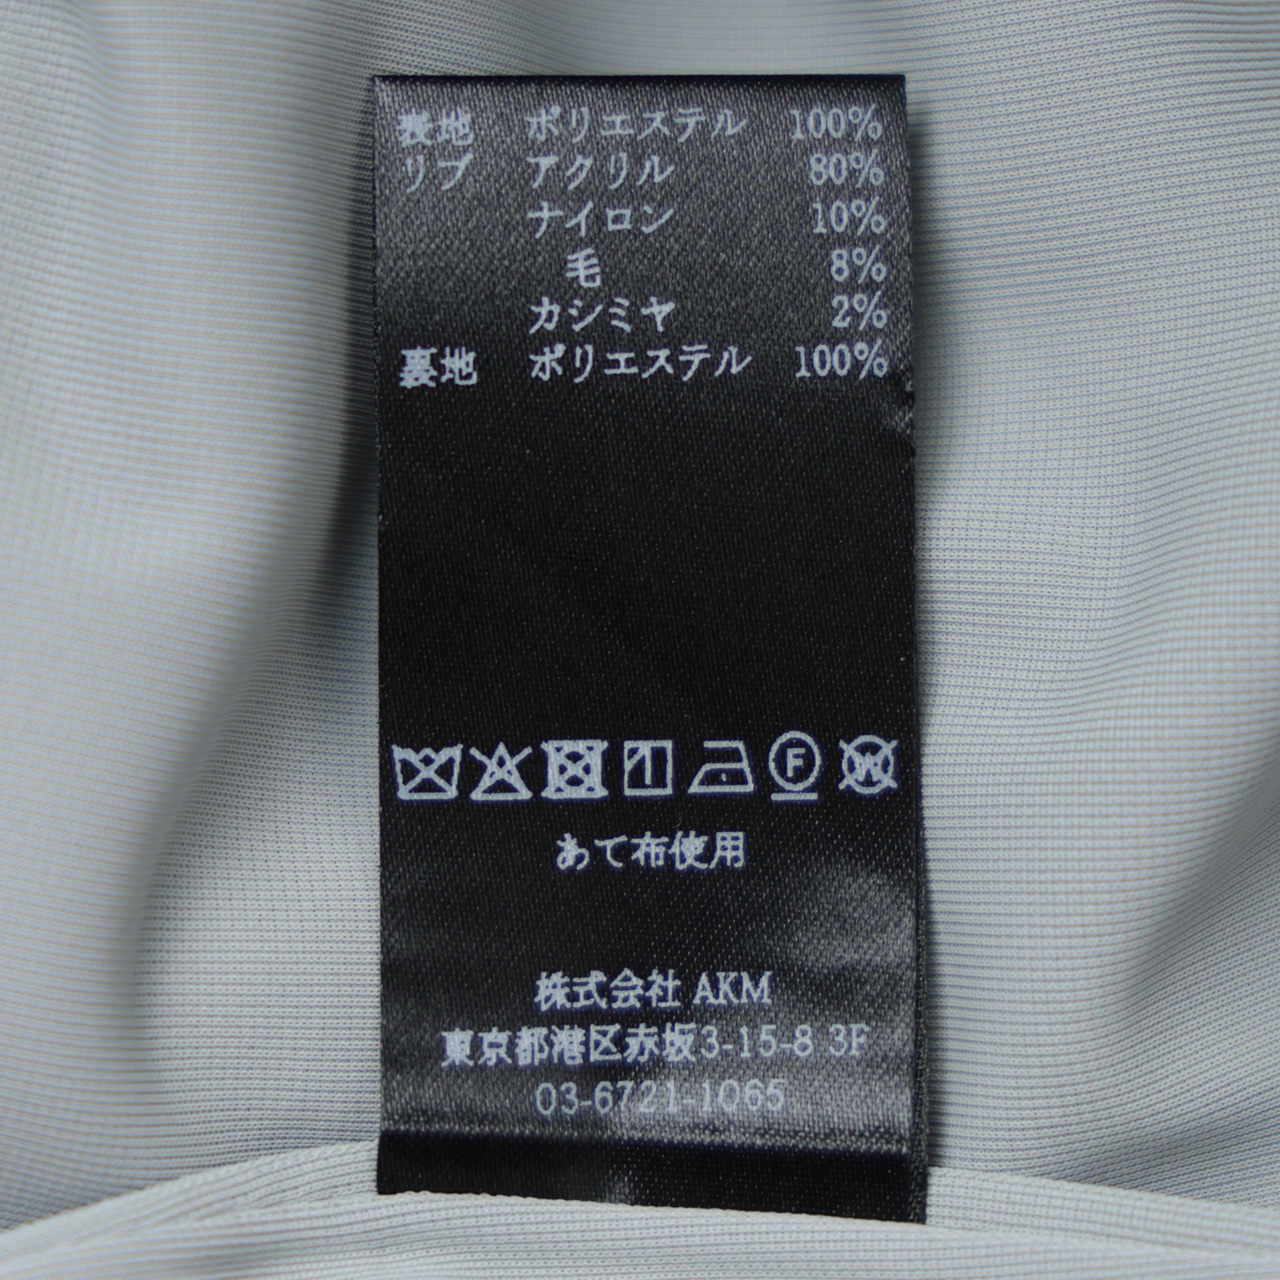 表地 ポリエステル 100%
リブ アクリル 80%
ナイロン 10%
毛 8%
カシミヤ 2%
裏地 ポリエステル 100%
F
W
あて布使用
株式会社 AKM
東京都港区赤坂3-15-8 3F
03-6721-1065